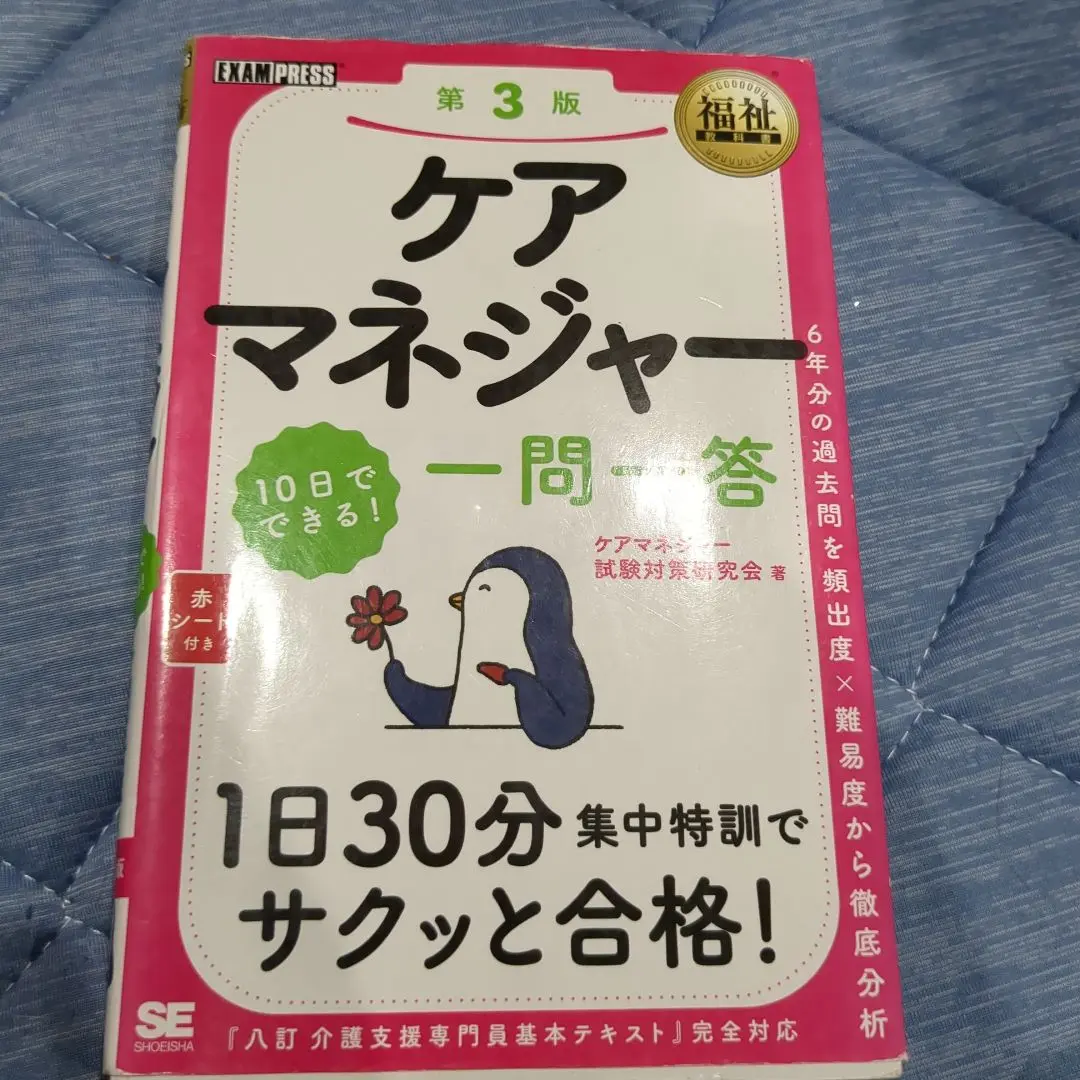 EXAMPRESS
第3版
福祉
教科書
ケア
マネジャー
一問一答
10日で
できる!
ケアマネジャー
試験対策研究会 著
赤
シート
付き
6年分の過去問を頻出度×難易度から徹底分析
1日30分 集中特訓で
サクッと合格!
SE
SHOEISHA
『八訂 介護支援専門員基本テキスト』完全対応
版